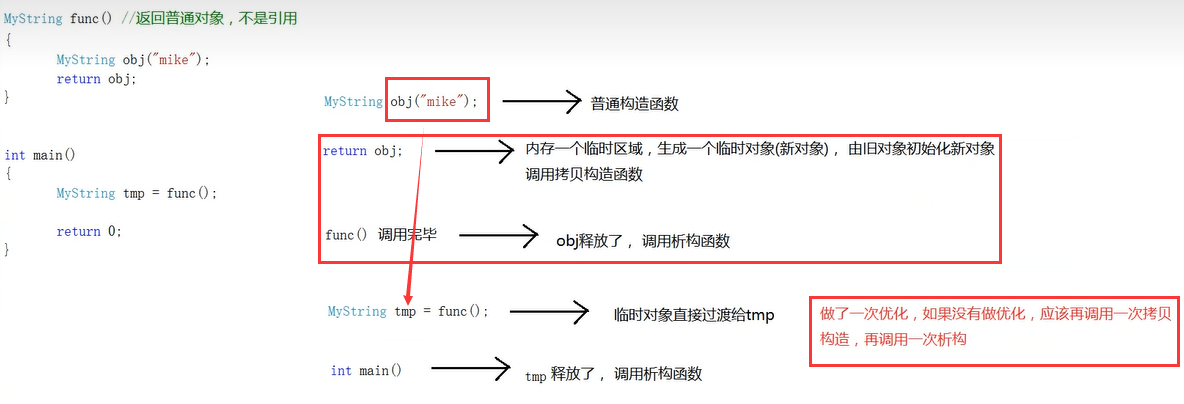 MyString func() //返回普通对象，不是引用
{
MyString obj("mike");
return obj;
}
int main()
{
MyString tmp = func();
return 0;
}
MyString obj("mike");
普通构造函数
return obj;
内存一个临时区域，生成一个临时对象(新对象)，由旧对象初始化新对象
调用拷贝构造函数
func() 调用完毕
obj释放了，调用析构函数
MyString tmp = func();
临时对象直接过渡给tmp
做了一次优化，如果没有做优化，应该再调用一次拷贝
构造，再调用一次析构
int main()
tmp 释放了，调用析构函数